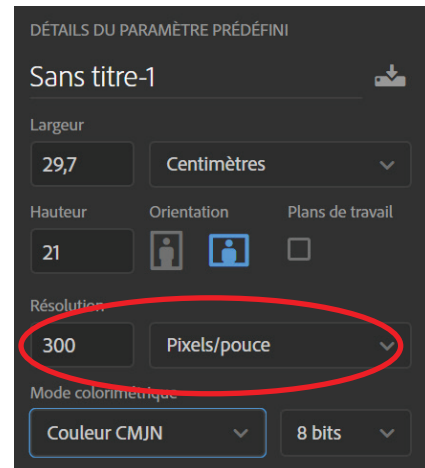 DÉTAILS DU PARAMÈTRE PRÉDÉFINI
Sans titre-1
Largeur
29,7 Centimètres
Hauteur Orientation Plans de travail
21
Résolution
300 Pixels/pouce
Mode colorimétrique
Couleur CMJN 8 bits